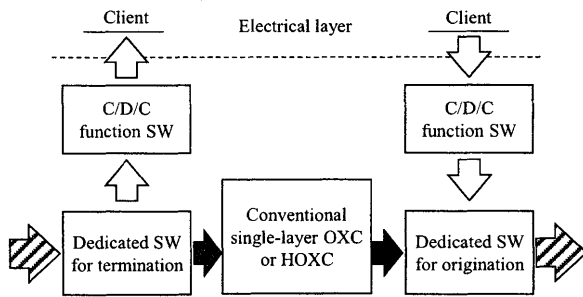 Client
Electrical layer
Client
C/D/C
function SW
C/D/C
function SW
Dedicated SW
for termination
Conventional
single-layer OXC
or HOXC
Dedicated SW
for origination